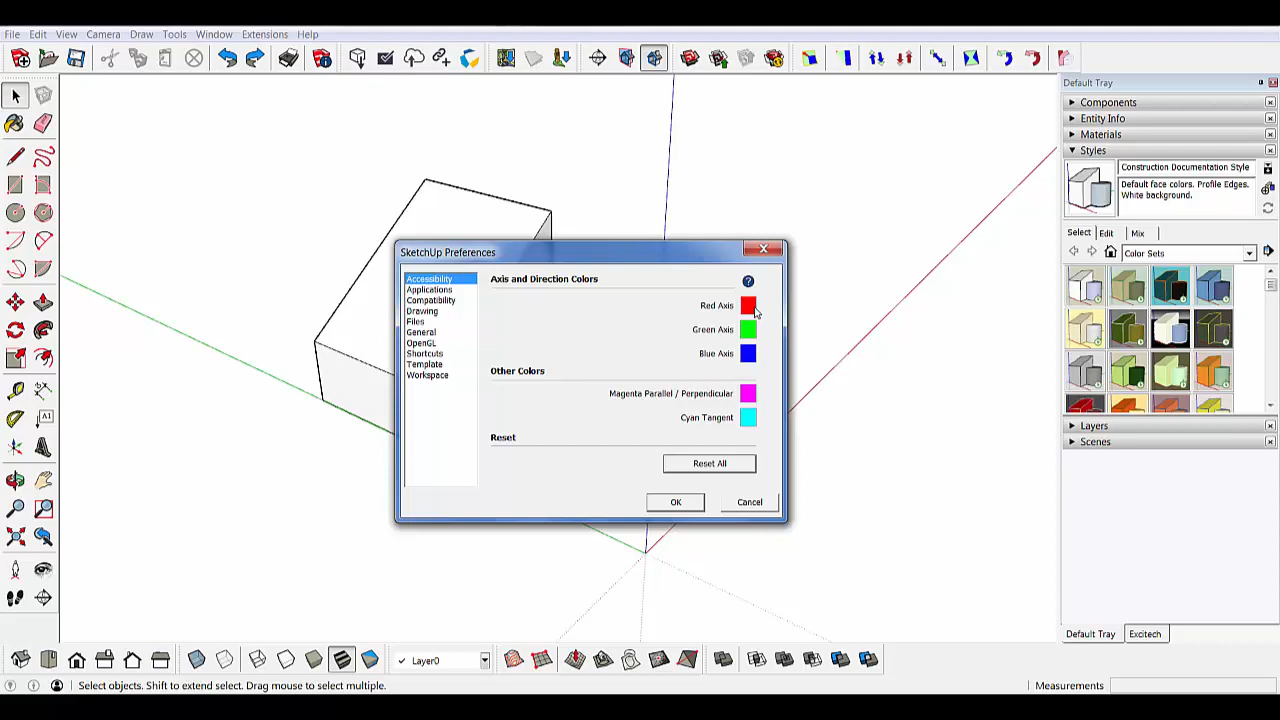 File Edit View Camera Draw Tools Window Extensions Help
Default Tray
Components
Entity Info
Materials
Styles
Construction Documentation Style
Default face colors. Profile Edges.
White background.
Select Edit Mix
Color Sets
Layers
Scenes
Default Tray Excitech
SketchUp Preferences
Accessibility
Applications
Compatibility
Drawing
Files
General
OpenGL
Shortcuts
Template
Workspace
Axis and Direction Colors
Red Axis
Green Axis
Blue Axis
Other Colors
Magenta Parallel / Perpendicular
Cyan Tangent
Reset
Reset All
OK Cancel
A1
Layer0
Select objects. Shift to extend select. Drag mouse to select multiple.
Measurements